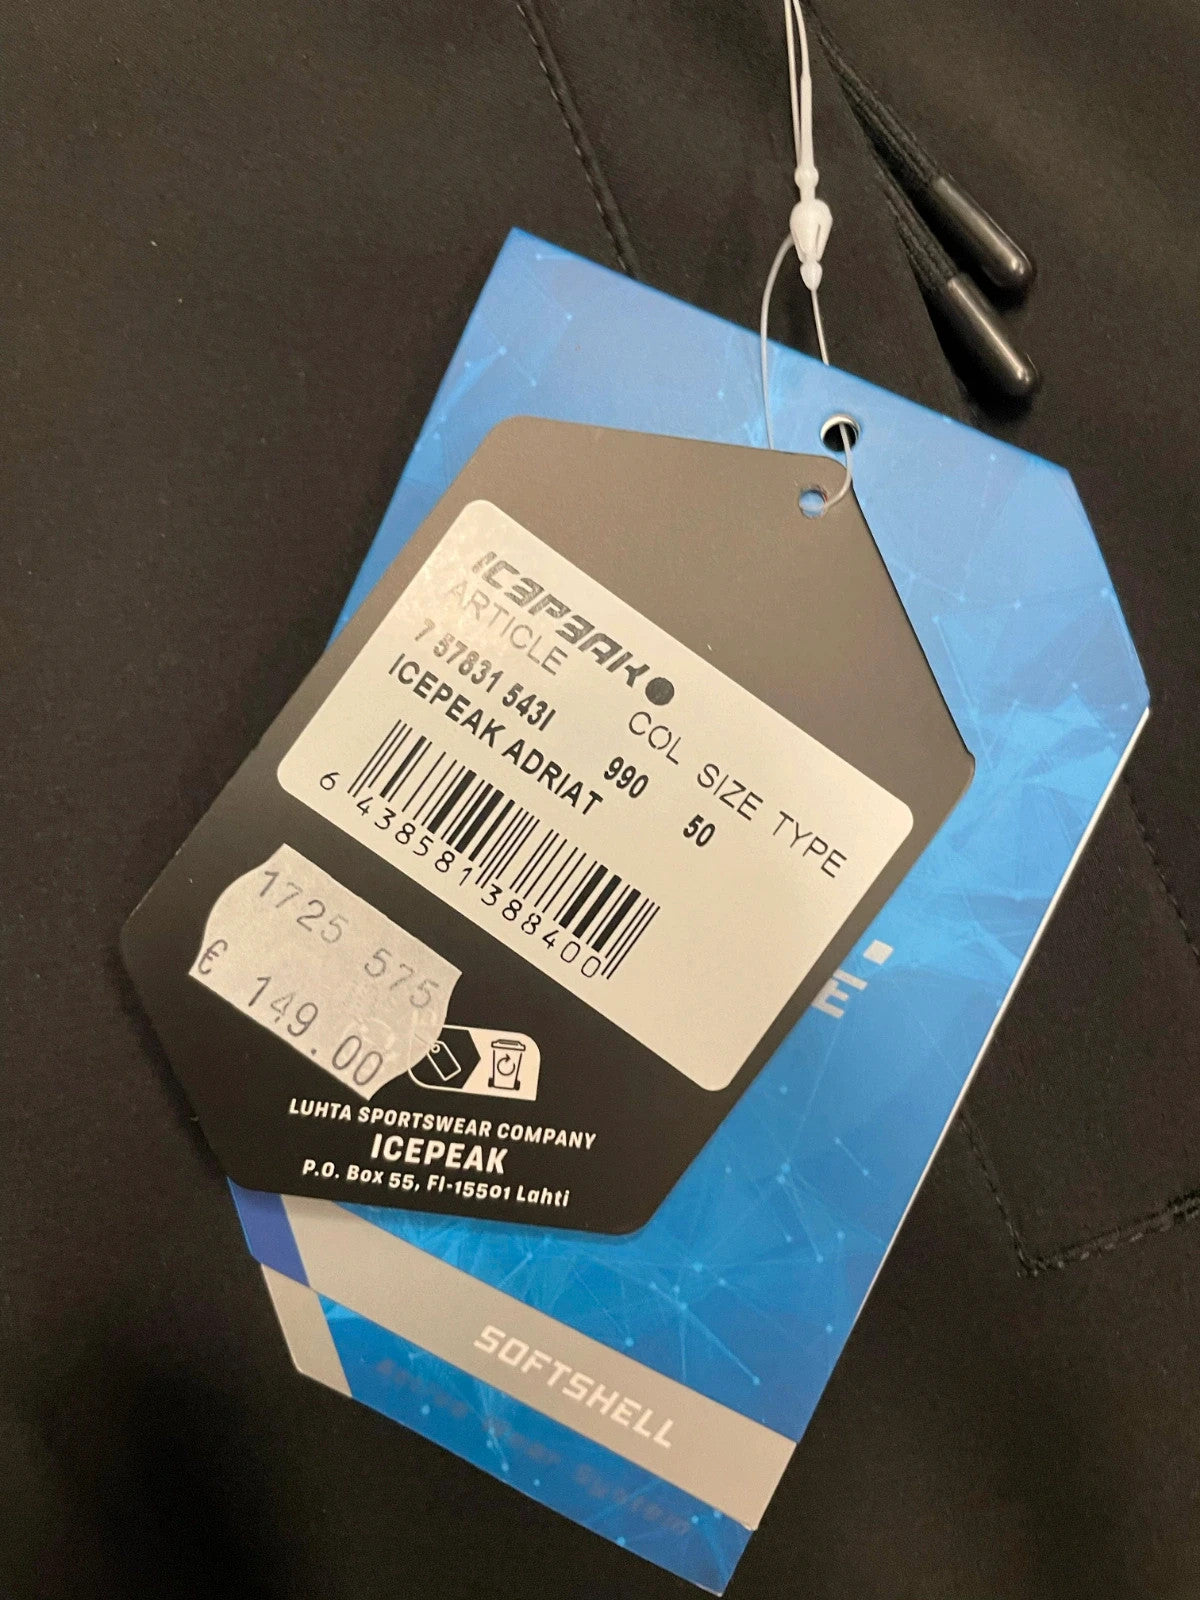 ICEPEAK
ARTICLE COL SIZE TYPE
7 57831 543I 990 50
ICEPEAK ADRIAT
6 438581 388400
1725 575
€ 149.00
LUHTA SPORTSWEAR COMPANY
ICEPEAK
P.O. Box 55, FI-15501 Lahti
SOFTSHELL